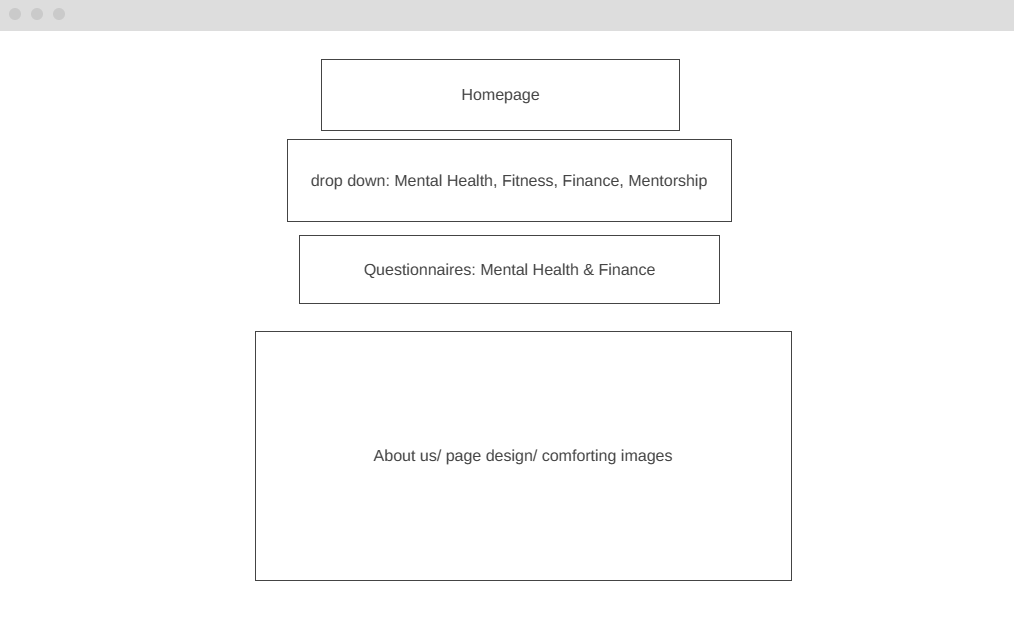 Homepage
drop down: Mental Health, Fitness, Finance, Mentorship
Questionnaires: Mental Health & Finance
About us/ page design/ comforting images